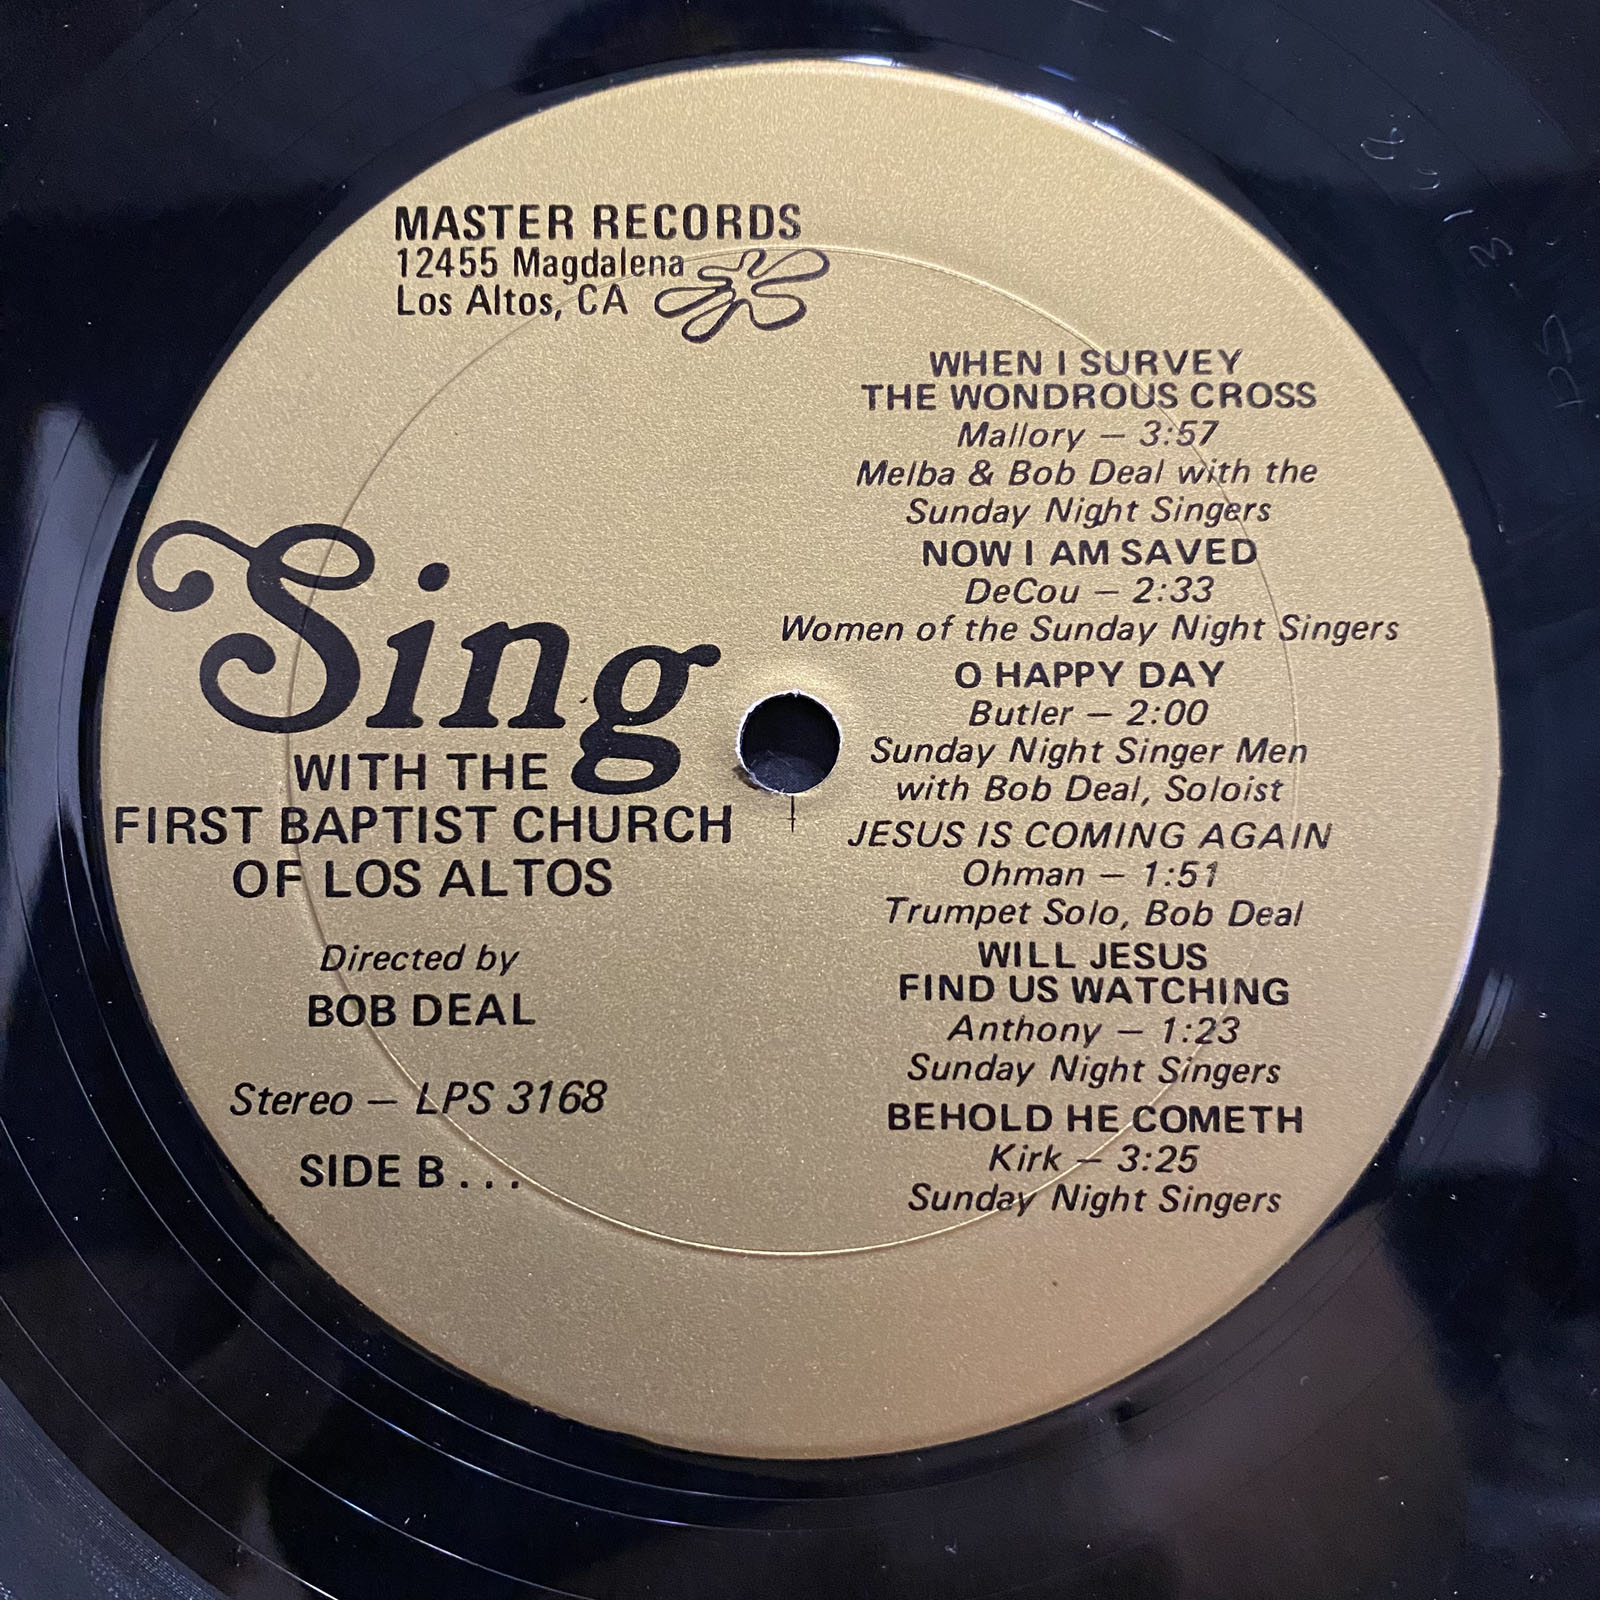 MASTER RECORDS
12455 Magdalena
Los Altos, CA
Sing
WITH THE
FIRST BAPTIST CHURCH
OF LOS ALTOS
Directed by
BOB DEAL
Stereo — LPS 3168
SIDE B . . .
WHEN I SURVEY
THE WONDROUS CROSS
Mallory — 3:57
Melba & Bob Deal with the
Sunday Night Singers
NOW I AM SAVED
DeCou — 2:33
Women of the Sunday Night Singers
O HAPPY DAY
Butler — 2:00
Sunday Night Singer Men
with Bob Deal, Soloist
JESUS IS COMING AGAIN
Ohman — 1:51
Trumpet Solo, Bob Deal
WILL JESUS
FIND US WATCHING
Anthony — 1:23
Sunday Night Singers
BEHOLD HE COMETH
Kirk — 3:25
Sunday Night Singers